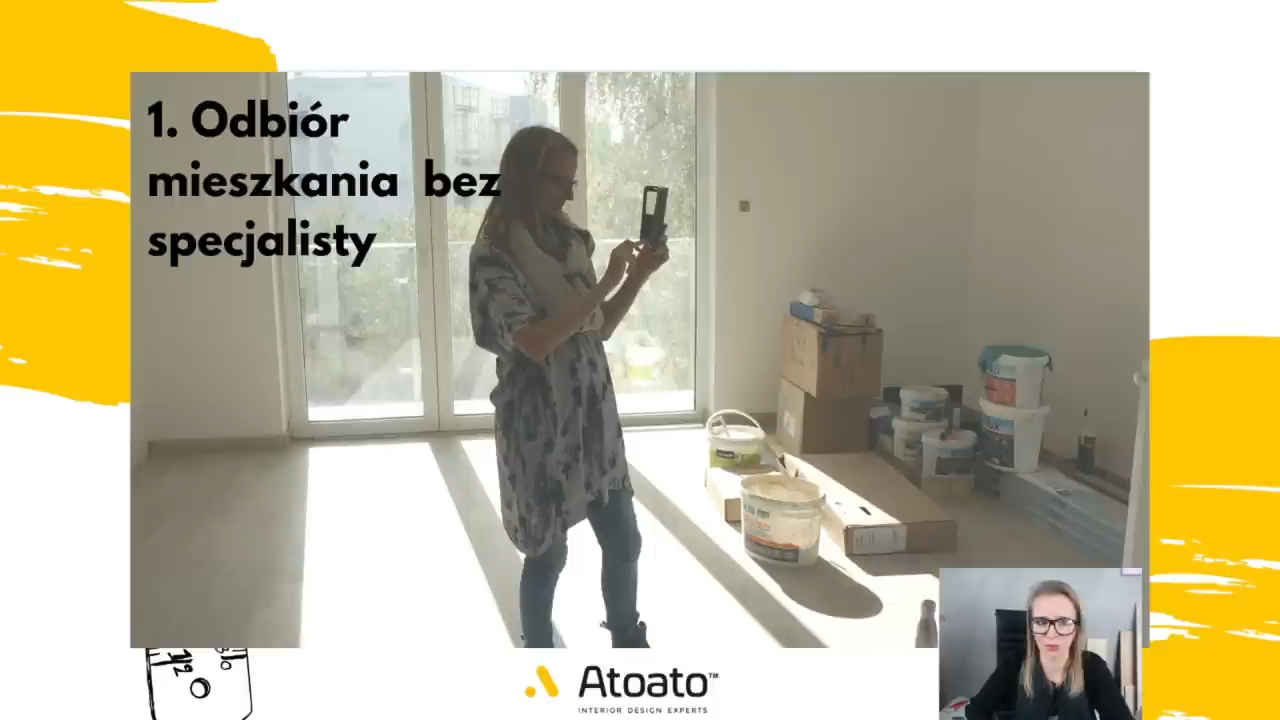 1. Odbiór
mieszkania bez
specjalisty
Atoato™
INTERIOR DESIGN EXPERTS